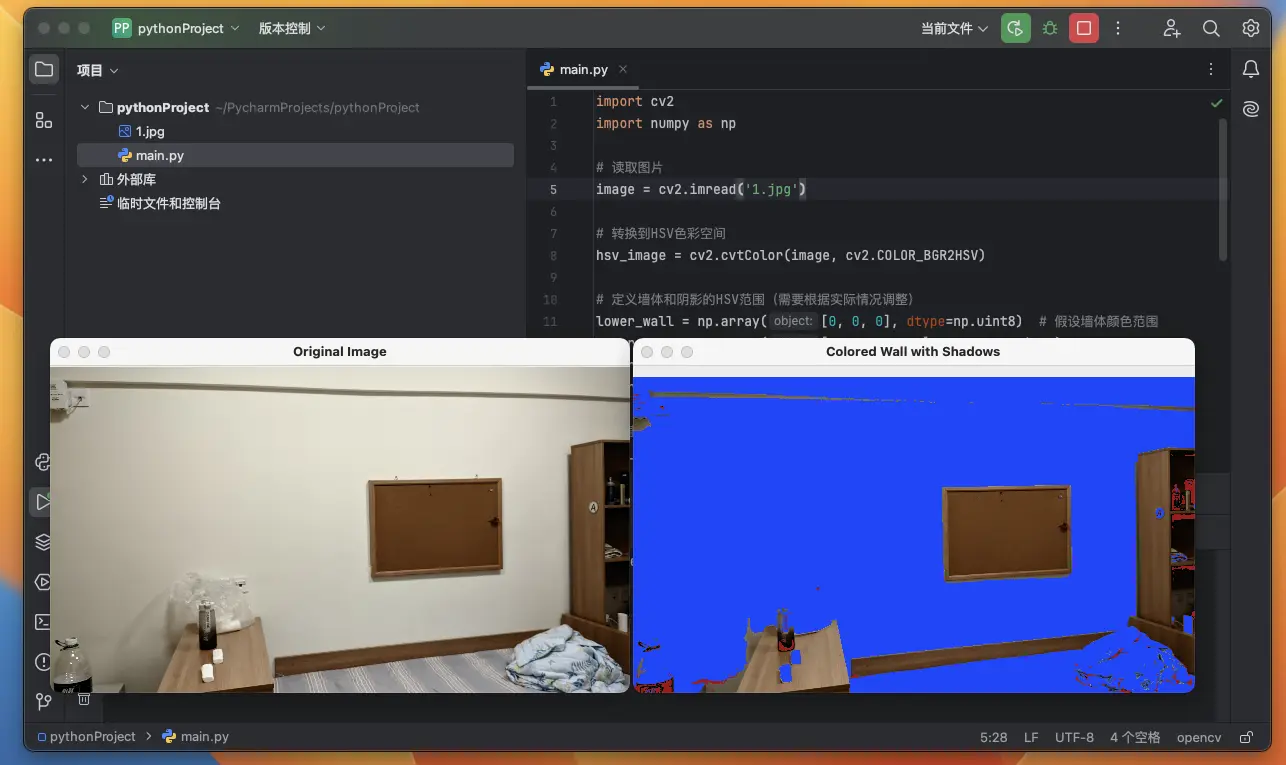 PP pythonProject 版本控制 当前文件
项目
main.py
pythonProject ~/PycharmProjects/pythonProject
1.jpg
main.py
外部库
临时文件和控制台
1 import cv2
2 import numpy as np
3
4 # 读取图片
5 image = cv2.imread('1.jpg')
6
7 # 转换到HSV色彩空间
8 hsv_image = cv2.cvtColor(image, cv2.COLOR_BGR2HSV)
9
10 # 定义墙体和阴影的HSV范围（需要根据实际情况调整）
11 lower_wall = np.array( object: [0, 0, 0], dtype=np.uint8) # 假设墙体颜色范围
Original Image
Colored Wall with Shadows
A
A
pythonProject > main.py
5:28 LF UTF-8 4 个空格 opencv